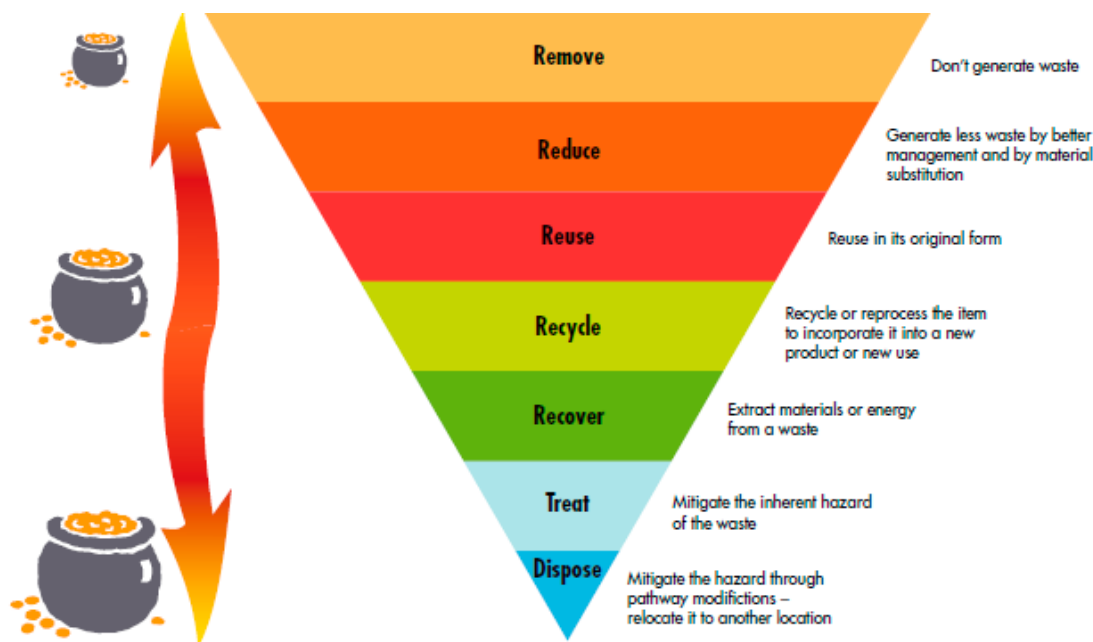 Remove
Don't generate waste
Reduce
Generate less waste by better
management and by material
substitution
Reuse
Reuse in its original form
Recycle
Recycle or reprocess the item
to incorporate it into a new
product or new use
Recover
Extract materials or energy
from a waste
Treat
Mitigate the inherent hazard
of the waste
Dispose
Mitigate the hazard through
pathway modifictions –
relocate it to another location